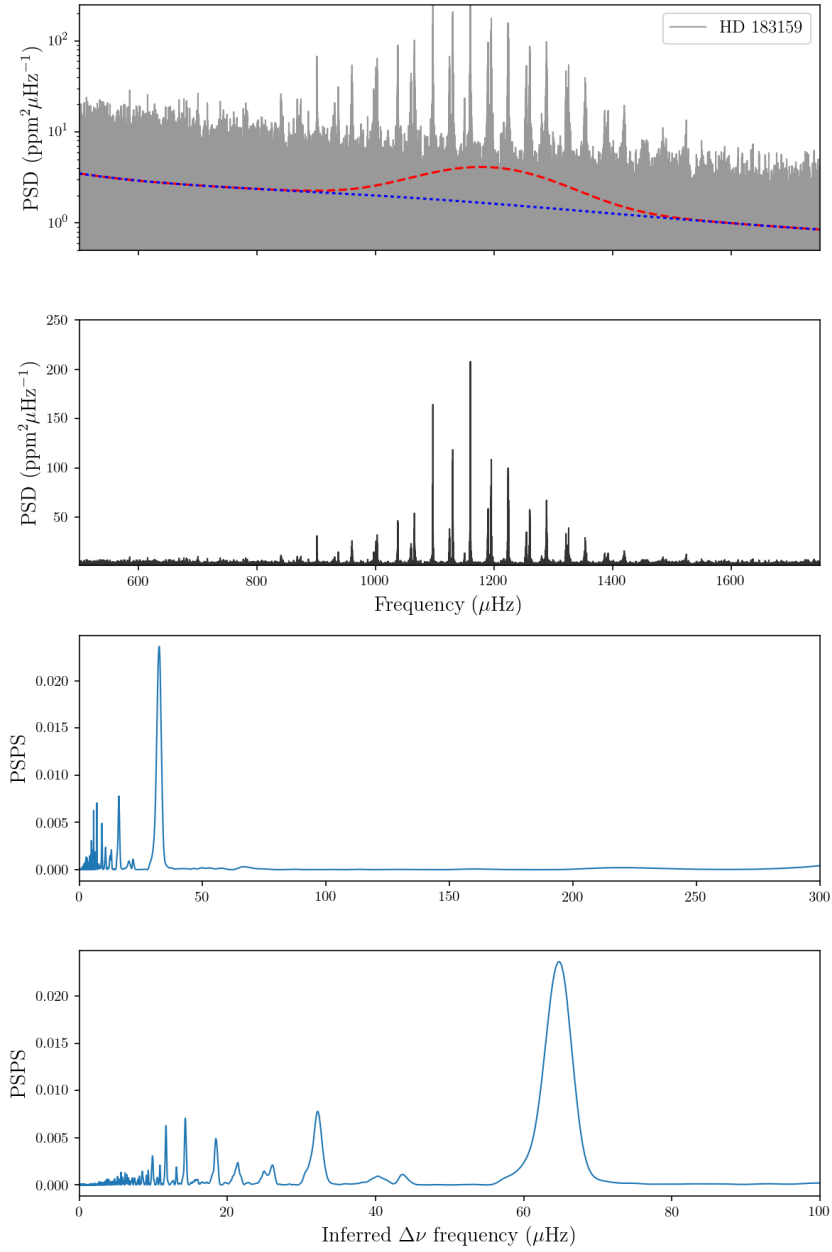 HD 183159
PSD (ppm²μHz⁻¹)
10²
10¹
10⁰
PSD (ppm²μHz⁻¹)
250
200
150
100
50
600 800 1000 1200 1400 1600
Frequency (μHz)
PSPS
0.020
0.015
0.010
0.005
0.000
0 50 100 150 200 250 300
PSPS
0.020
0.015
0.010
0.005
0.000
0 20 40 60 80 100
Inferred Δν frequency (μHz)